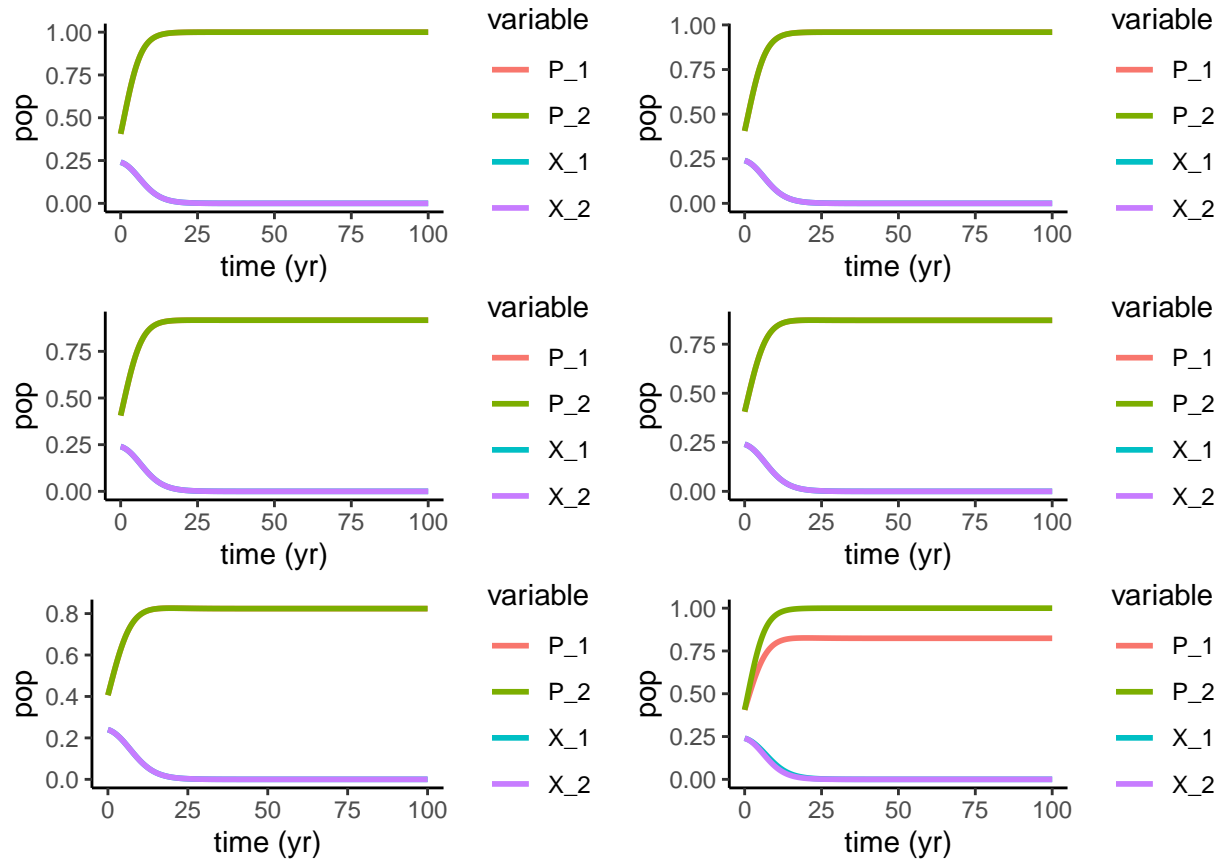 variable
1.00
0.75
0.50
0.25
0.00
pop
P_1
P_2
X_1
X_2
0 25 50 75 100
time (yr)
variable
1.00
0.75
0.50
0.25
0.00
pop
P_1
P_2
X_1
X_2
0 25 50 75 100
time (yr)
variable
0.75
0.50
0.25
0.00
pop
P_1
P_2
X_1
X_2
0 25 50 75 100
time (yr)
variable
0.75
0.50
0.25
0.00
pop
P_1
P_2
X_1
X_2
0 25 50 75 100
time (yr)
variable
0.8
0.6
0.4
0.2
0.0
pop
P_1
P_2
X_1
X_2
0 25 50 75 100
time (yr)
variable
1.00
0.75
0.50
0.25
0.00
pop
P_1
P_2
X_1
X_2
0 25 50 75 100
time (yr)